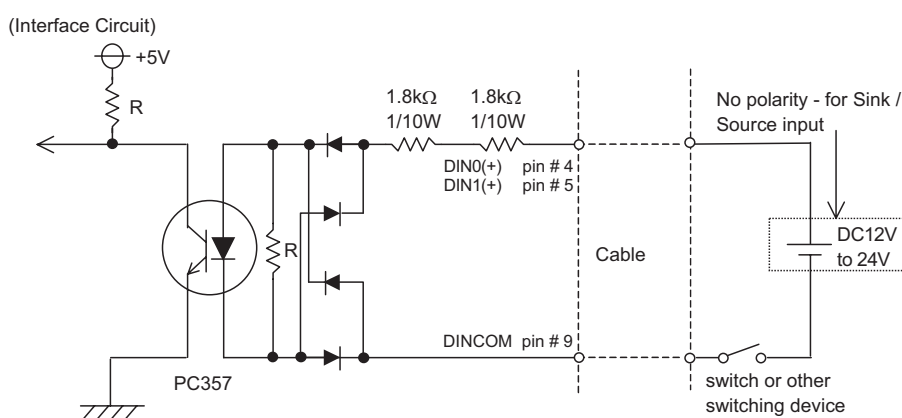 (Interface Circuit)
+5V
R
1.8kΩ
1/10W
1.8kΩ
1/10W
No polarity - for Sink /
Source input
DIN0(+) pin # 4
DIN1(+) pin # 5
R
Cable
DC12V
to 24V
DINCOM pin # 9
PC357
switch or other
switching device